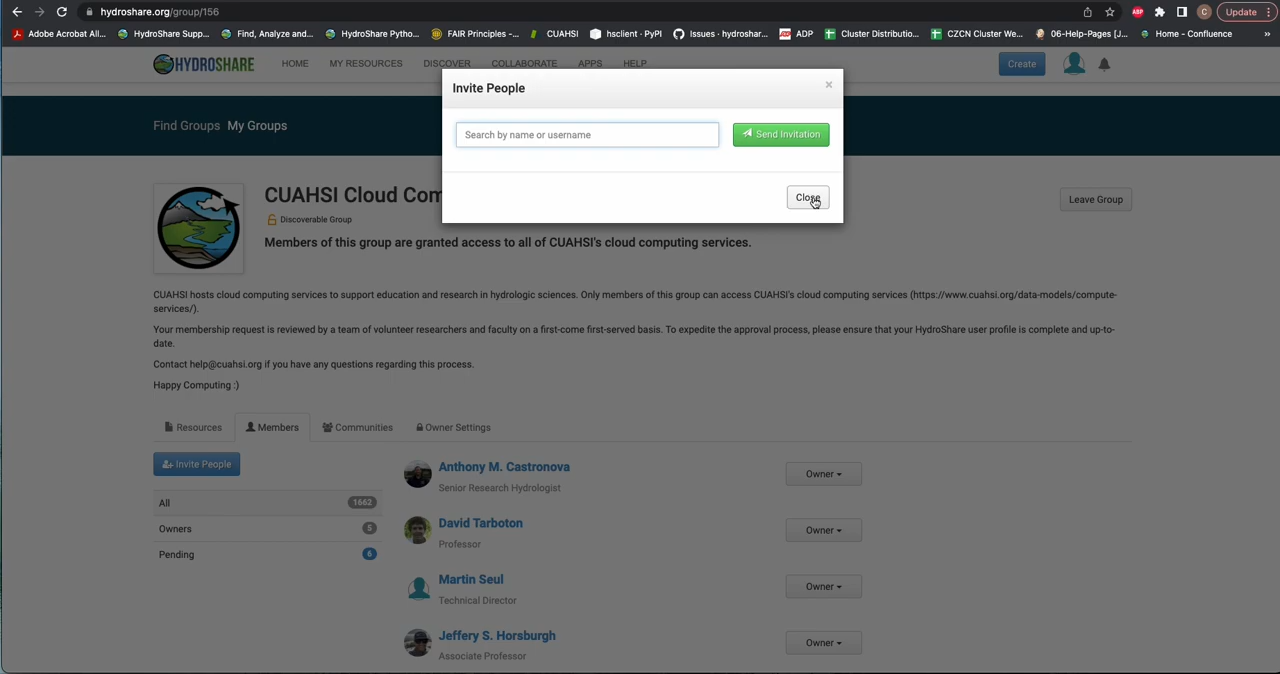 hydroshare.org/group/156
Update
Adobe Acrobat All...
HydroShare Supp...
Find, Analyze and...
HydroShare Pytho...
FAIR Principles -...
CUAHSI
hsclient · PyPI
Issues · hydroshar...
ADP
Cluster Distributio...
CZCN Cluster We...
06-Help-Pages [J...
Home - Confluence
»
HYDROSHARE
HOME
MY RESOURCES
DISCOVER
COLLABORATE
APPS
HELP
Create
Invite People
×
Search by name or username
Send Invitation
Close
Find Groups
My Groups
CUAHSI Cloud Com
Discoverable Group
Leave Group
Members of this group are granted access to all of CUAHSI's cloud computing services.
CUAHSI hosts cloud computing services to support education and research in hydrologic sciences. Only members of this group can access CUAHSI's cloud computing services (https://www.cuahsi.org/data-models/compute-
services/).
Your membership request is reviewed by a team of volunteer researchers and faculty on a first-come first-served basis. To expedite the approval process, please ensure that your HydroShare user profile is complete and up-to-
date.
Contact help@cuahsi.org if you have any questions regarding this process.
Happy Computing :)
Resources
Members
Communities
Owner Settings
Invite People
All 1662
Owners 5
Pending 6
Anthony M. Castronova
Senior Research Hydrologist
Owner
David Tarboton
Professor
Owner
Martin Seul
Technical Director
Owner
Jeffery S. Horsburgh
Associate Professor
Owner